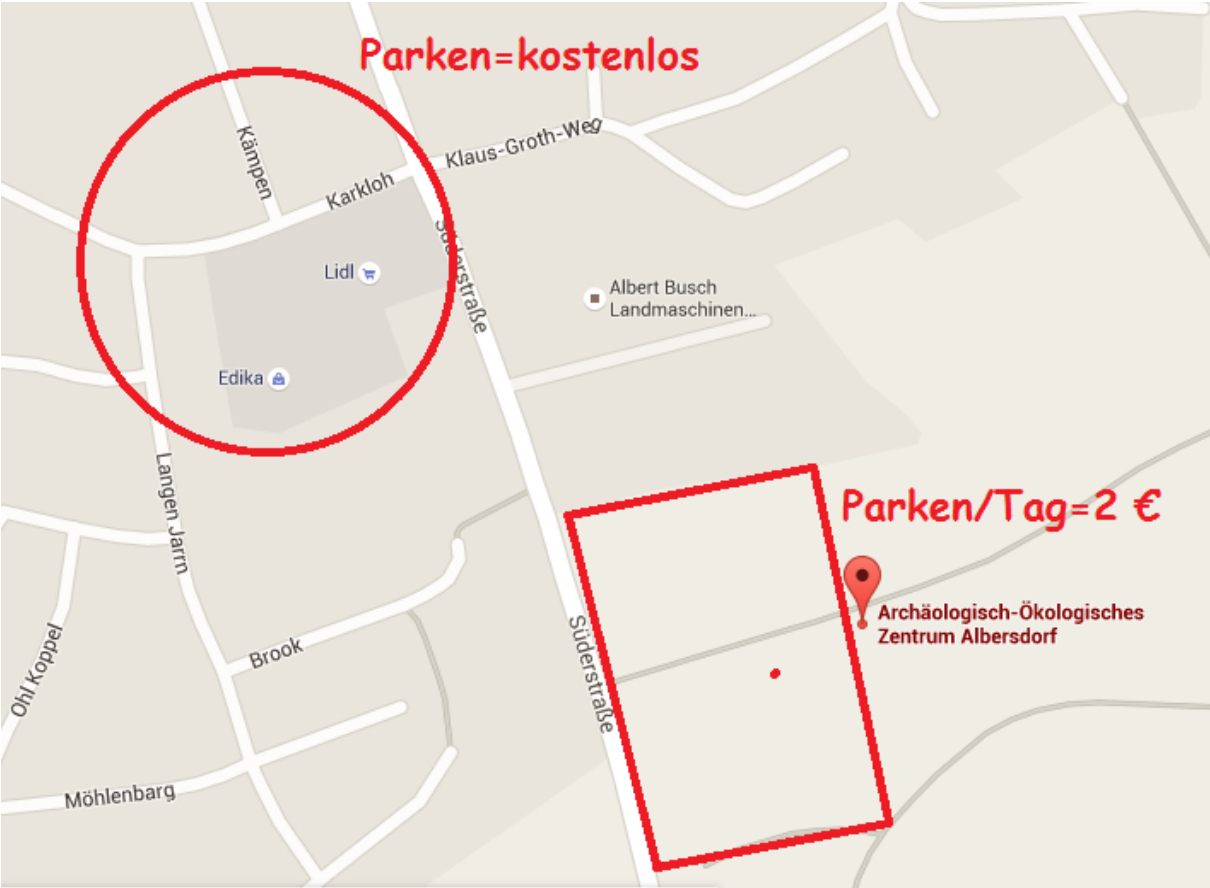 Parken=kostenlos
Kämpen
Karkloh
Klaus-Groth-Weg
Süderstraße
Lidl
Albert Busch
Landmaschinen...
Edika
Langen Jarrn
Parken/Tag=2 €
Archäologisch-Ökologisches
Zentrum Albersdorf
Süderstraße
Brook
Ohl Koppel
Möhlenbarg